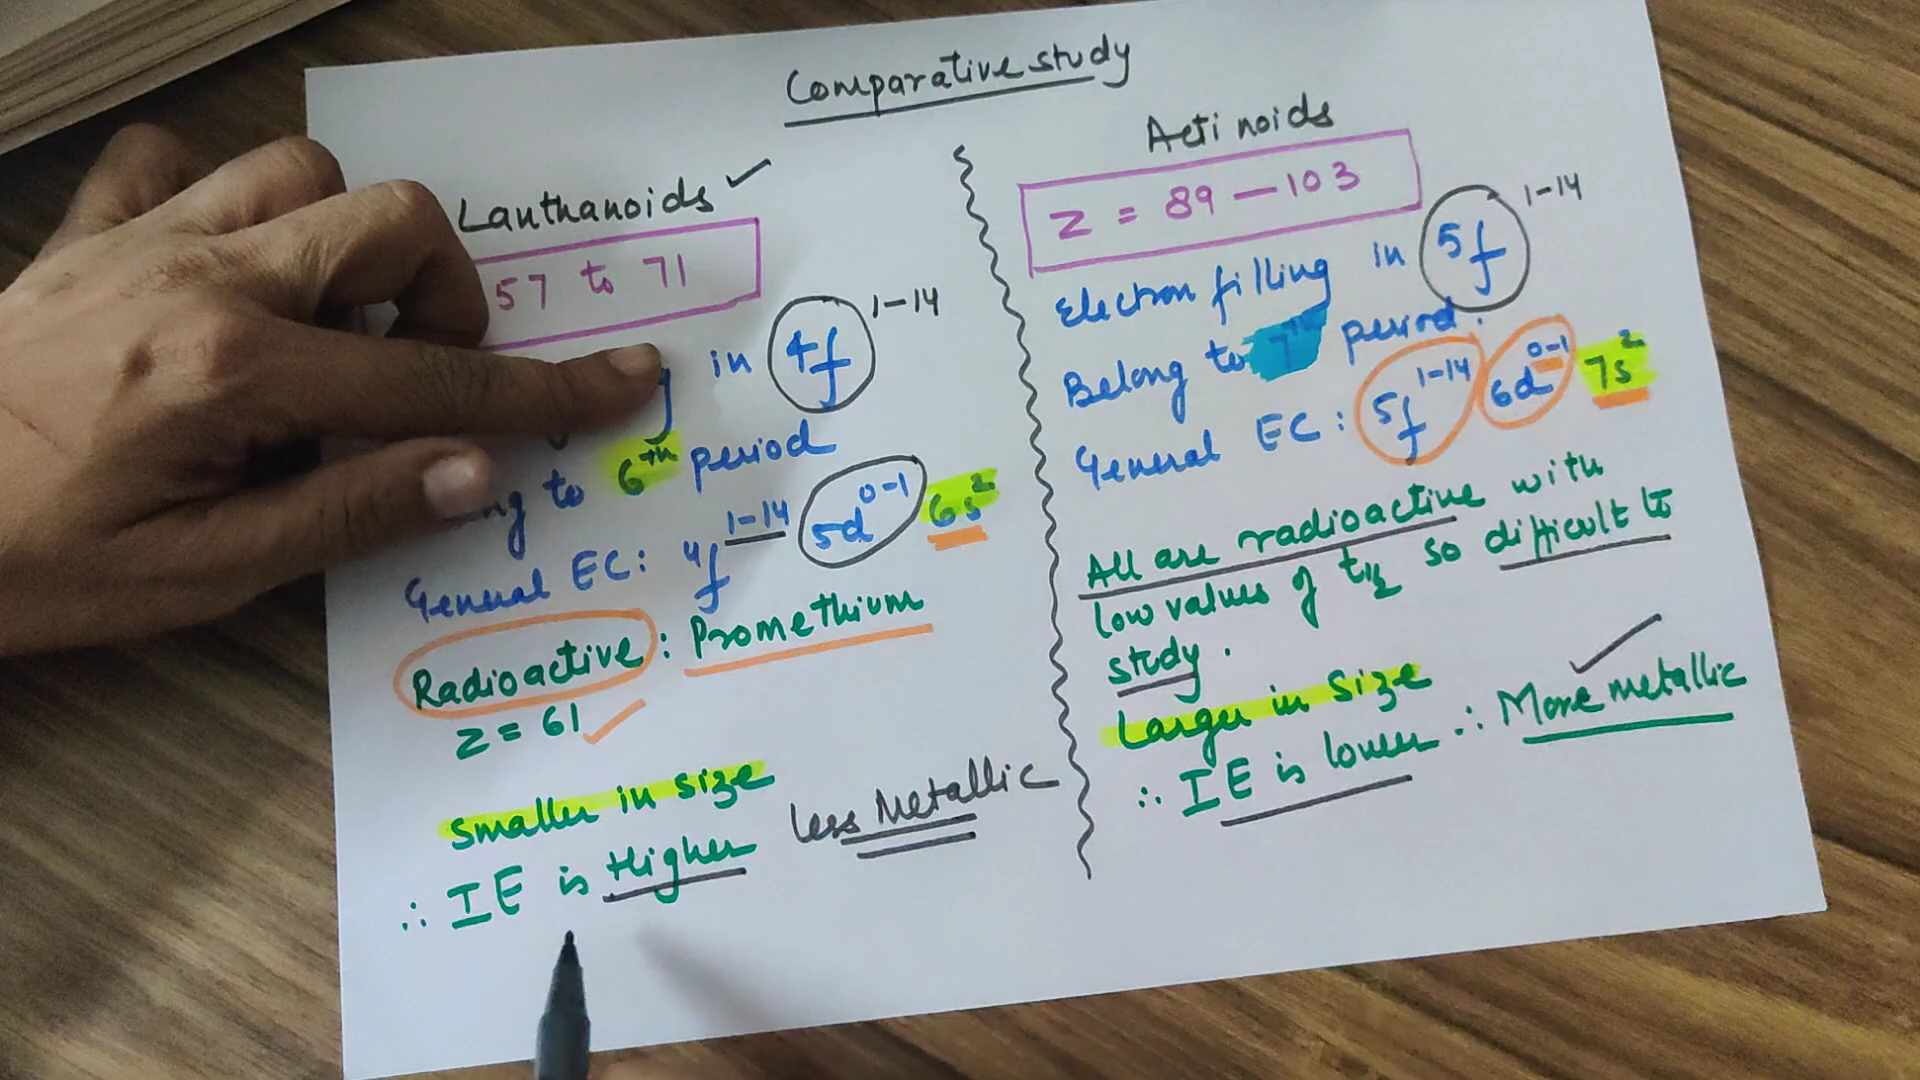 Comparative study
Lanthanoids
57 to 71
in 4f 1-14
to 6th period
General EC: 4f 1-14 5d 0-1 6s2
Radioactive : Promethium
Z = 61
Smaller in size
∴ IE is Higher
less Metallic
Actinoids
Z = 89 — 103
Electron filling in 5f 1-14
Belong to 7th period.
General EC: 5f 1-14 6d 0-1 7s2
All are radioactive with
low values of t1/2 so difficult to
study.
Larger in Size
∴ IE is lower ∴ More metallic